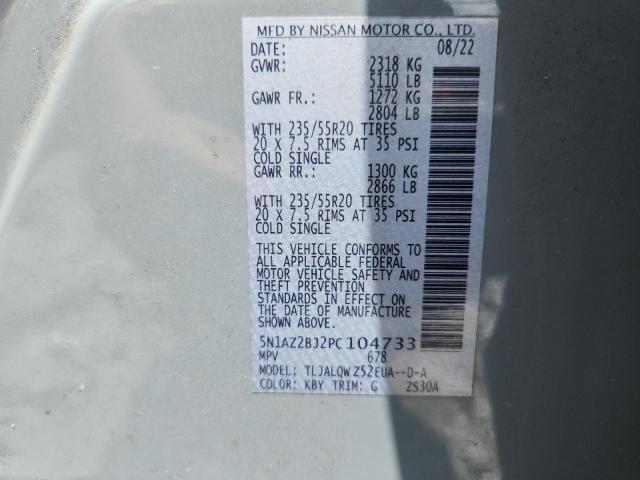 MFD BY NISSAN MOTOR CO., LTD.
DATE: 08/22
GVWR: 2318 KG
5110 LB
GAWR FR.: 1272 KG
2804 LB
WITH 235/55R20 TIRES
20 X 7.5 RIMS AT 35 PSI
COLD SINGLE
GAWR RR.: 1300 KG
2866 LB
WITH 235/55R20 TIRES
20 X 7.5 RIMS AT 35 PSI
COLD SINGLE
THIS VEHICLE CONFORMS TO
ALL APPLICABLE FEDERAL
MOTOR VEHICLE SAFETY AND
THEFT PREVENTION
STANDARDS IN EFFECT ON
THE DATE OF MANUFACTURE
SHOWN ABOVE.
5N1AZ2BJ2PC104733
MPV 678
MODEL: TLJALQWZ52EUA--D-A
COLOR: KBY TRIM: G ZS30A